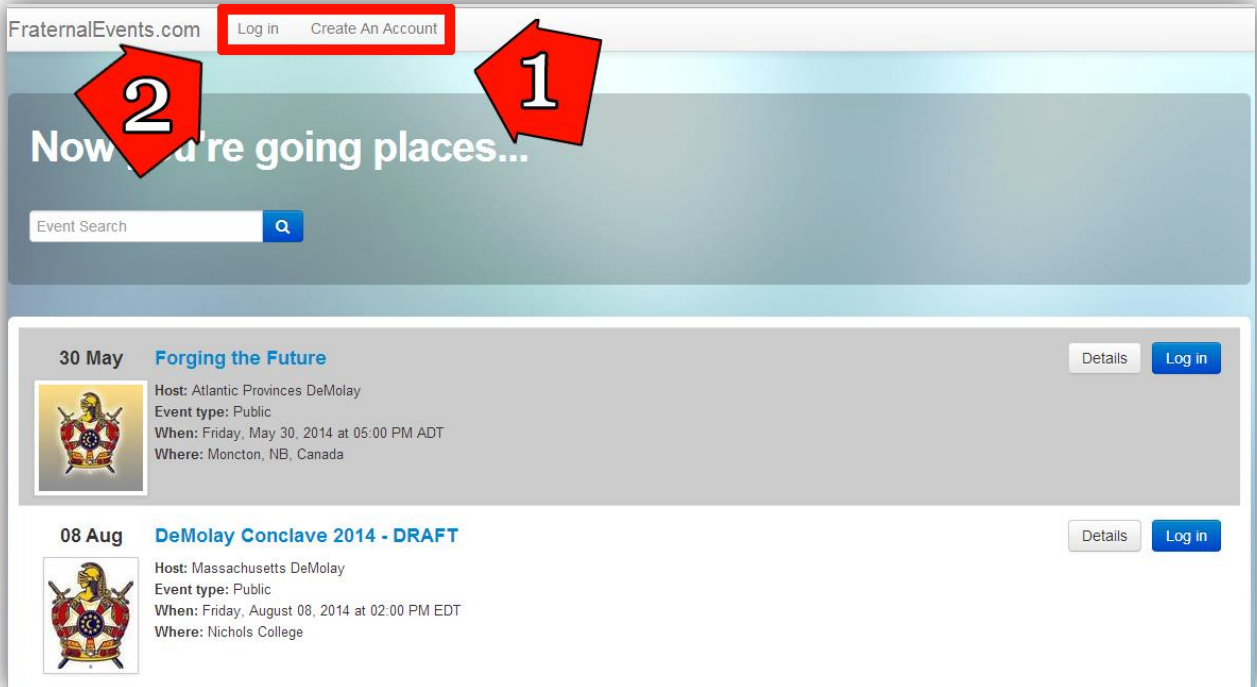 FraternalEvents.com Log in Create An Account
1
2
Now you're going places...
Event Search
30 May Forging the Future Details Log in
Host: Atlantic Provinces DeMolay
Event type: Public
When: Friday, May 30, 2014 at 05:00 PM ADT
Where: Moncton, NB, Canada
08 Aug DeMolay Conclave 2014 - DRAFT Details Log in
Host: Massachusetts DeMolay
Event type: Public
When: Friday, August 08, 2014 at 02:00 PM EDT
Where: Nichols College